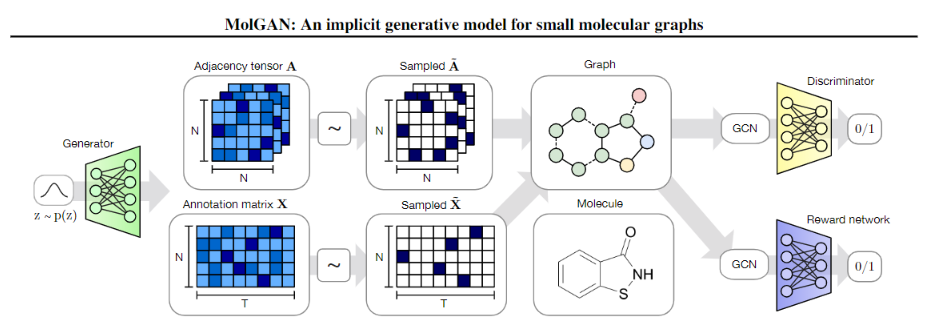 MolGAN: An implicit generative model for small molecular graphs
Adjacency tensor A
Sampled Ã
Graph
Discriminator
N
N
~
N
N
GCN
0/1
Generator
z ~ p(z)
Annotation matrix X
Sampled X̃
Molecule
Reward network
N
T
~
N
T
O
NH
S
GCN
0/1